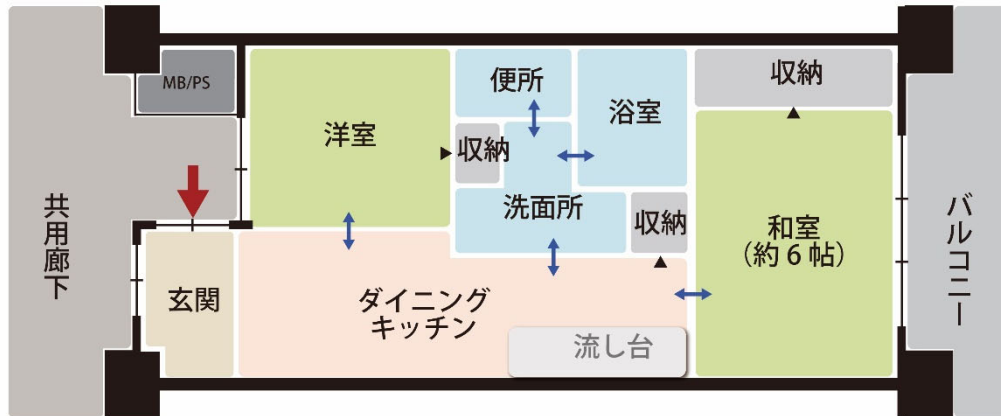 MB/PS
洋室
便所
浴室
収納
収納
洗面所
収納
共用廊下
玄関
ダイニング
キッチン
流し台
和室
（約6帖）
バルコニー